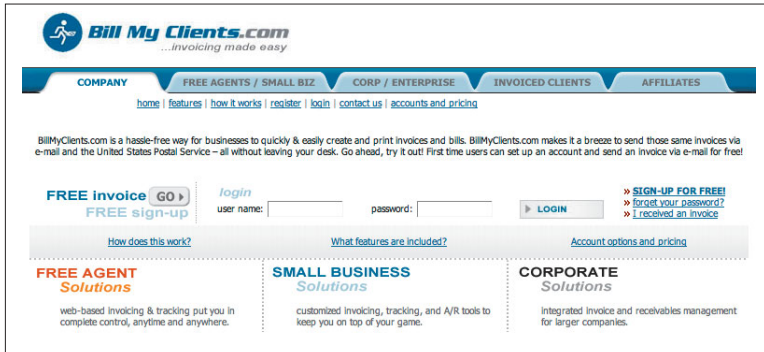 Bill My Clients.com
...invoicing made easy
COMPANY FREE AGENTS / SMALL BIZ CORP / ENTERPRISE INVOICED CLIENTS AFFILIATES
home | features | how it works | register | login | contact us | accounts and pricing
BillMyClients.com is a hassle-free way for businesses to quickly & easily create and print invoices and bills. BillMyClients.com makes it a breeze to send those same invoices via
e-mail and the United States Postal Service – all without leaving your desk. Go ahead, try it out! First time users can set up an account and send an invoice via e-mail for free!
FREE invoice GO
FREE sign-up
login
user name: password: LOGIN
» SIGN-UP FOR FREE!
» forget your password?
» I received an invoice
How does this work? What features are included? Account options and pricing
FREE AGENT
Solutions
web-based invoicing & tracking put you in
complete control, anytime and anywhere.
SMALL BUSINESS
Solutions
customized invoicing, tracking, and A/R tools to
keep you on top of your game.
CORPORATE
Solutions
integrated invoice and receivables management
for larger companies.